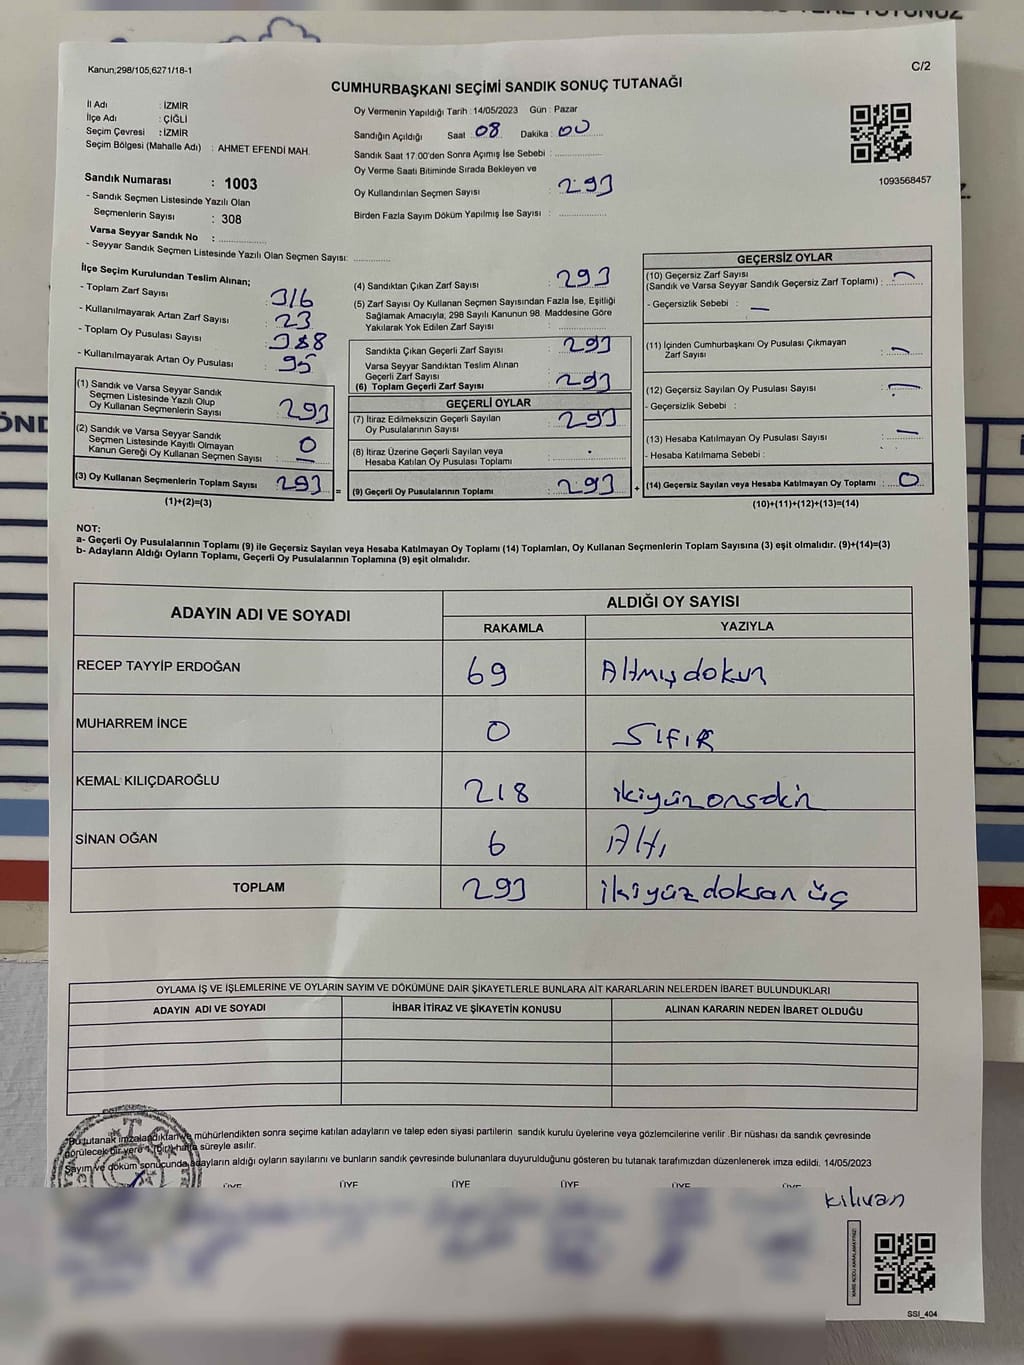 Kanun;298/105;6271/18-1
C/2
CUMHURBAŞKANI SEÇİMİ SANDIK SONUÇ TUTANAĞI
İl Adı : İZMİR
İlçe Adı : ÇİĞLİ
Seçim Çevresi : İZMİR
Seçim Bölgesi (Mahalle Adı) : AHMET EFENDİ MAH.
Sandık Numarası : 1003
- Sandık Seçmen Listesinde Yazılı Olan
Seçmenlerin Sayısı : 308
Varsa Seyyar Sandık No : ..............
- Seyyar Sandık Seçmen Listesinde Yazılı Olan Seçmen Sayısı: ............
Oy Vermenin Yapıldığı Tarih : 14/05/2023 Gün : Pazar
Sandığın Açıldığı Saat 08 Dakika : 00
Sandık Saat 17:00'den Sonra Açımış İse Sebebi : ..............
Oy Verme Saati Bitiminde Sırada Bekleyen ve
Oy Kullandırılan Seçmen Sayısı : 293
Birden Fazla Sayım Döküm Yapılmış İse Sayısı : ..............
1093568457
İlçe Seçim Kurulundan Teslim Alınan;
- Toplam Zarf Sayısı : 316
- Kullanılmayarak Artan Zarf Sayısı : 23
- Toplam Oy Pusulası Sayısı : 388
- Kullanılmayarak Artan Oy Pusulası : 95
(1) Sandık ve Varsa Seyyar Sandık
Seçmen Listesinde Yazılı Olup
Oy Kullanan Seçmenlerin Sayısı : 293
(2) Sandık ve Varsa Seyyar Sandık
Seçmen Listesinde Kayıtlı Olmayan
Kanun Gereği Oy Kullanan Seçmen Sayısı : 0
(3) Oy Kullanan Seçmenlerin Toplam Sayısı : 293 =
(1)+(2)=(3)
(4) Sandıktan Çıkan Zarf Sayısı : 293
(5) Zarf Sayısı Oy Kullanan Seçmen Sayısından Fazla İse, Eşitliği
Sağlamak Amacıyla, 298 Sayılı Kanunun 98. Maddesine Göre
Yakılarak Yok Edilen Zarf Sayısı : ..............
Sandıkta Çıkan Geçerli Zarf Sayısı : 293
Varsa Seyyar Sandıktan Teslim Alınan
Geçerli Zarf Sayısı
(6) Toplam Geçerli Zarf Sayısı : 293
GEÇERLİ OYLAR
(7) İtiraz Edilmeksizin Geçerli Sayılan
Oy Pusulalarının Sayısı : 293
(8) İtiraz Üzerine Geçerli Sayılan veya
Hesaba Katılan Oy Pusulası Toplamı :
(9) Geçerli Oy Pusulalarının Toplamı : 293 +
GEÇERSİZ OYLAR
(10) Geçersiz Zarf Sayısı
(Sandık ve Varsa Seyyar Sandık Geçersiz Zarf Toplamı) : —
- Geçersizlik Sebebi : —
(11) İçinden Cumhurbaşkanı Oy Pusulası Çıkmayan
Zarf Sayısı : —
(12) Geçersiz Sayılan Oy Pusulası Sayısı : —
- Geçersizlik Sebebi :
(13) Hesaba Katılmayan Oy Pusulası Sayısı : —
- Hesaba Katılmama Sebebi :
(14) Geçersiz Sayılan veya Hesaba Katılmayan Oy Toplamı : 0
(10)+(11)+(12)+(13)=(14)
NOT:
a- Geçerli Oy Pusulalarının Toplamı (9) ile Geçersiz Sayılan veya Hesaba Katılmayan Oy Toplamı (14) Toplamları, Oy Kullanan Seçmenlerin Toplam Sayısına (3) eşit olmalıdır. (9)+(14)=(3)
b- Adayların Aldığı Oyların Toplamı, Geçerli Oy Pusulalarının Toplamına (9) eşit olmalıdır.
ADAYIN ADI VE SOYADI
ALDIĞI OY SAYISI
RAKAMLA YAZIYLA
RECEP TAYYİP ERDOĞAN 69 Altmışdokuz
MUHARREM İNCE 0 SIFIR
KEMAL KILIÇDAROĞLU 218 ikiyüzonsekiz
SİNAN OĞAN 6 Altı
TOPLAM 293 ikiyüzdoksan üç
OYLAMA İŞ VE İŞLEMLERİNE VE OYLARIN SAYIM VE DÖKÜMÜNE DAİR ŞİKAYETLERLE BUNLARA AİT KARARLARIN NELERDEN İBARET BULUNDUKLARI
ADAYIN ADI VE SOYADI İHBAR İTİRAZ VE ŞİKAYETİN KONUSU ALINAN KARARIN NEDEN İBARET OLDUĞU
Bu tutanak imzalandıktan ve mühürlendikten sonra seçime katılan adayların ve talep eden siyasi partilerin sandık kurulu üyelerine veya gözlemcilerine verilir .Bir nüshası da sandık çevresinde
görülecek bir yere 1 (bir) hafta süreyle asılır.
Sayım ve döküm sonucunda adayların aldığı oyların sayılarını ve bunların sandık çevresinde bulunanlara duyurulduğunu gösteren bu tutanak tarafımızdan düzenlenerek imza edildi. 14/05/2023
ÜYE ÜYE ÜYE ÜYE ÜYE ÜYE
SSI_404